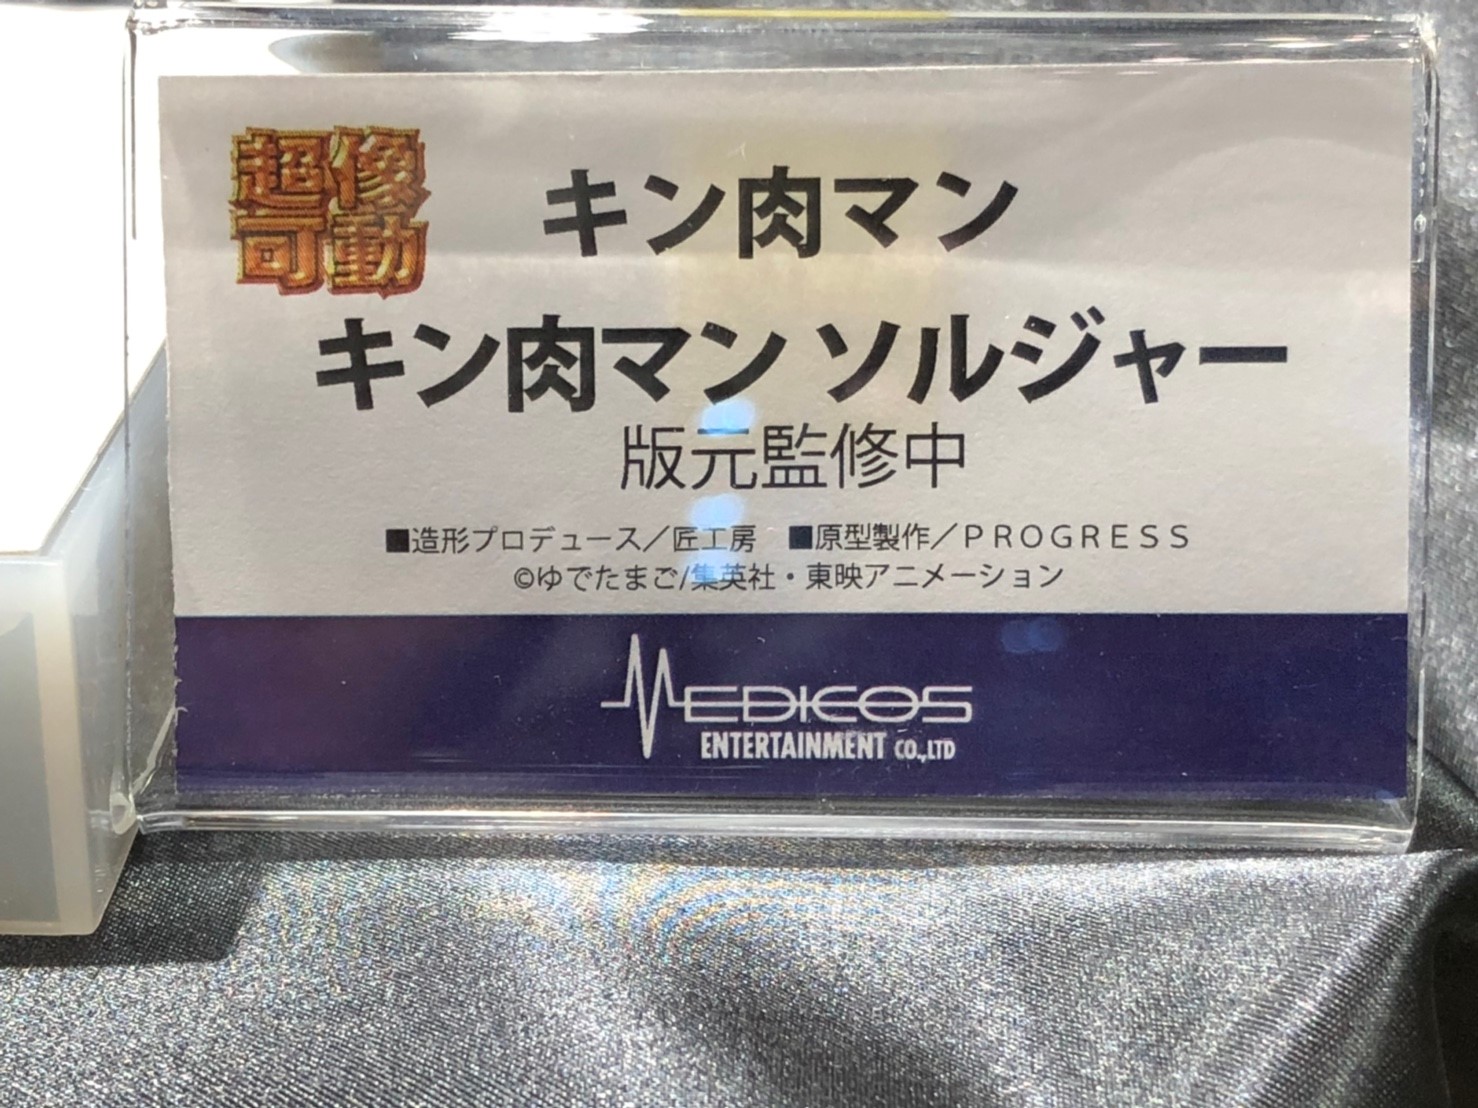 超像
可動
キン肉マン
キン肉マン ソルジャー
版元監修中
■造形プロデュース／匠工房　■原型製作／ＰＲＯＧＲＥＳＳ
©ゆでたまご/集英社・東映アニメーション
MEDICOS
ENTERTAINMENT CO.,LTD